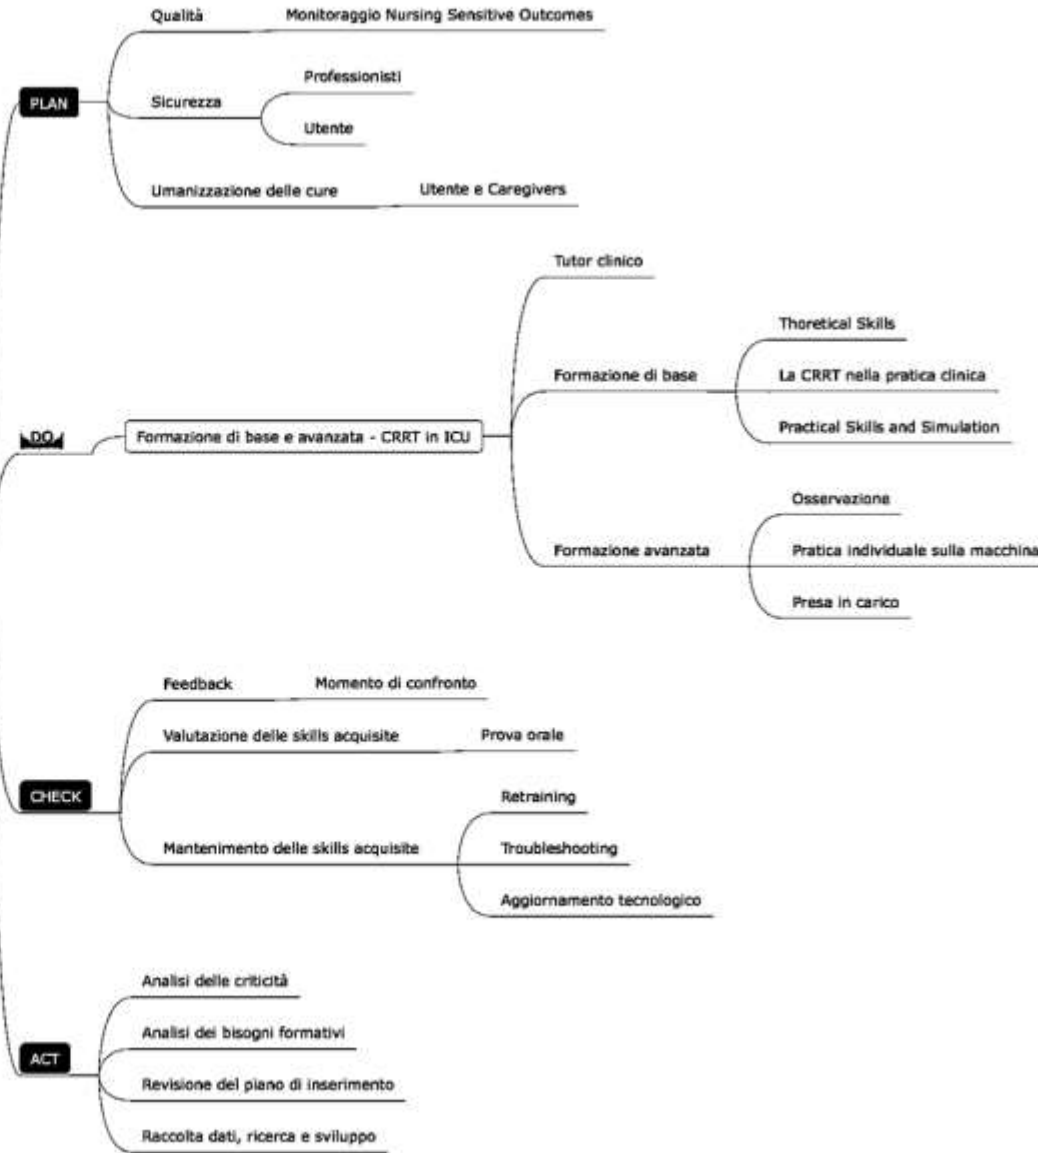 Qualità
Monitoraggio Nursing Sensitive Outcomes
PLAN
Sicurezza
Professionisti
Utente
Umanizzazione delle cure
Utente e Caregivers
DO
Formazione di base e avanzata - CRRT in ICU
Tutor clinico
Formazione di base
Thoretical Skills
La CRRT nella pratica clinica
Practical Skills and Simulation
Formazione avanzata
Osservazione
Pratica individuale sulla macchina
Presa in carico
CHECK
Feedback
Momento di confronto
Valutazione delle skills acquisite
Prova orale
Mantenimento delle skills acquisite
Retraining
Troubleshooting
Aggiornamento tecnologico
ACT
Analisi delle criticità
Analisi dei bisogni formativi
Revisione del piano di inserimento
Raccolta dati, ricerca e sviluppo